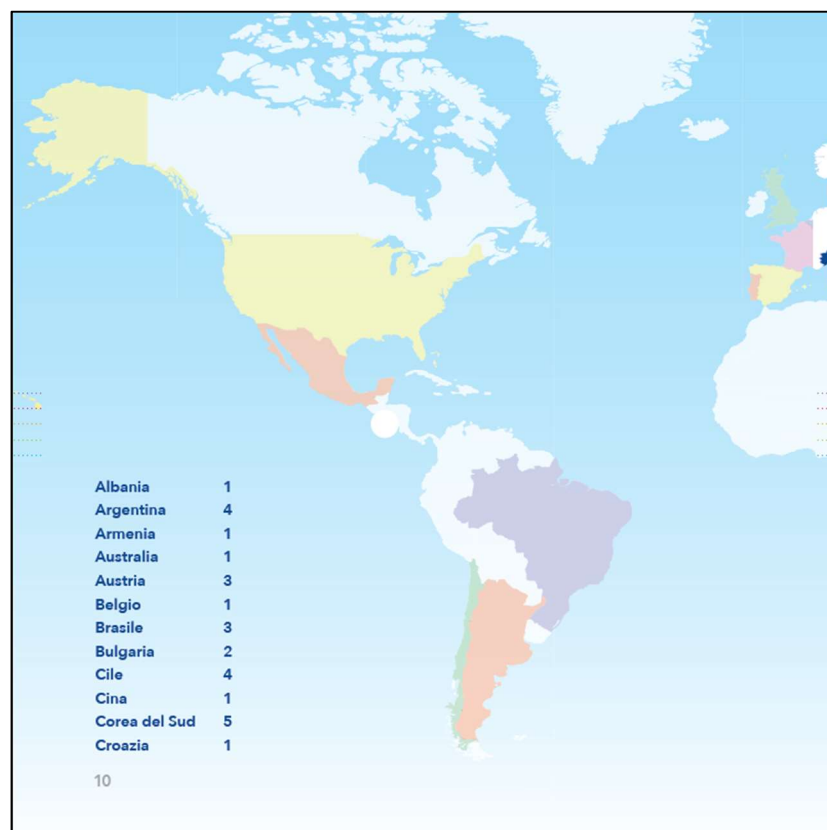 Albania 1
Argentina 4
Armenia 1
Australia 1
Austria 3
Belgio 1
Brasile 3
Bulgaria 2
Cile 4
Cina 1
Corea del Sud 5
Croazia 1
10